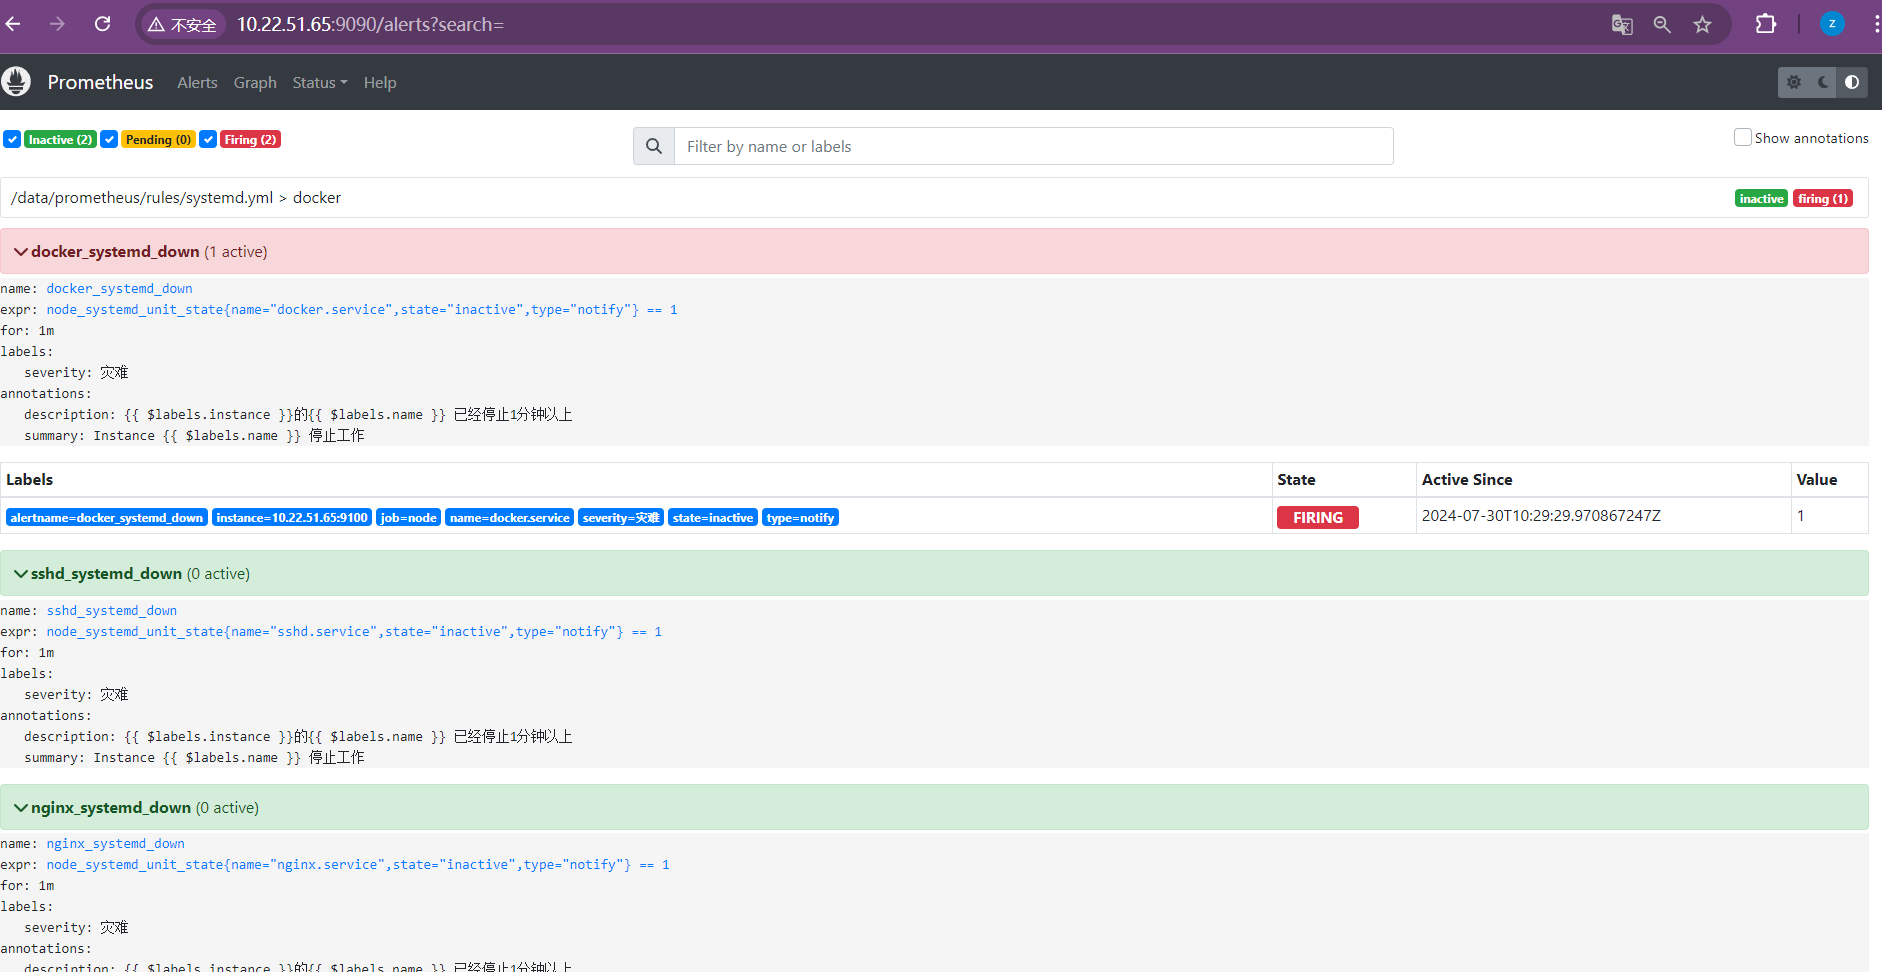 不安全 10.22.51.65:9090/alerts?search=
Z
Prometheus Alerts Graph Status Help
Inactive (2) Pending (0) Firing (2) Filter by name or labels Show annotations
/data/prometheus/rules/systemd.yml > docker inactive firing (1)
docker_systemd_down (1 active)
name: docker_systemd_down
expr: node_systemd_unit_state{name="docker.service",state="inactive",type="notify"} == 1
for: 1m
labels:
severity: 灾难
annotations:
description: {{ $labels.instance }}的{{ $labels.name }} 已经停止1分钟以上
summary: Instance {{ $labels.name }} 停止工作
Labels State Active Since Value
alertname=docker_systemd_down instance=10.22.51.65:9100 job=node name=docker.service severity=灾难 state=inactive type=notify FIRING 2024-07-30T10:29:29.970867247Z 1
sshd_systemd_down (0 active)
name: sshd_systemd_down
expr: node_systemd_unit_state{name="sshd.service",state="inactive",type="notify"} == 1
for: 1m
labels:
severity: 灾难
annotations:
description: {{ $labels.instance }}的{{ $labels.name }} 已经停止1分钟以上
summary: Instance {{ $labels.name }} 停止工作
nginx_systemd_down (0 active)
name: nginx_systemd_down
expr: node_systemd_unit_state{name="nginx.service",state="inactive",type="notify"} == 1
for: 1m
labels:
severity: 灾难
annotations:
description: {{ $labels.instance }}的{{ $labels.name }} 已经停止1分钟以上